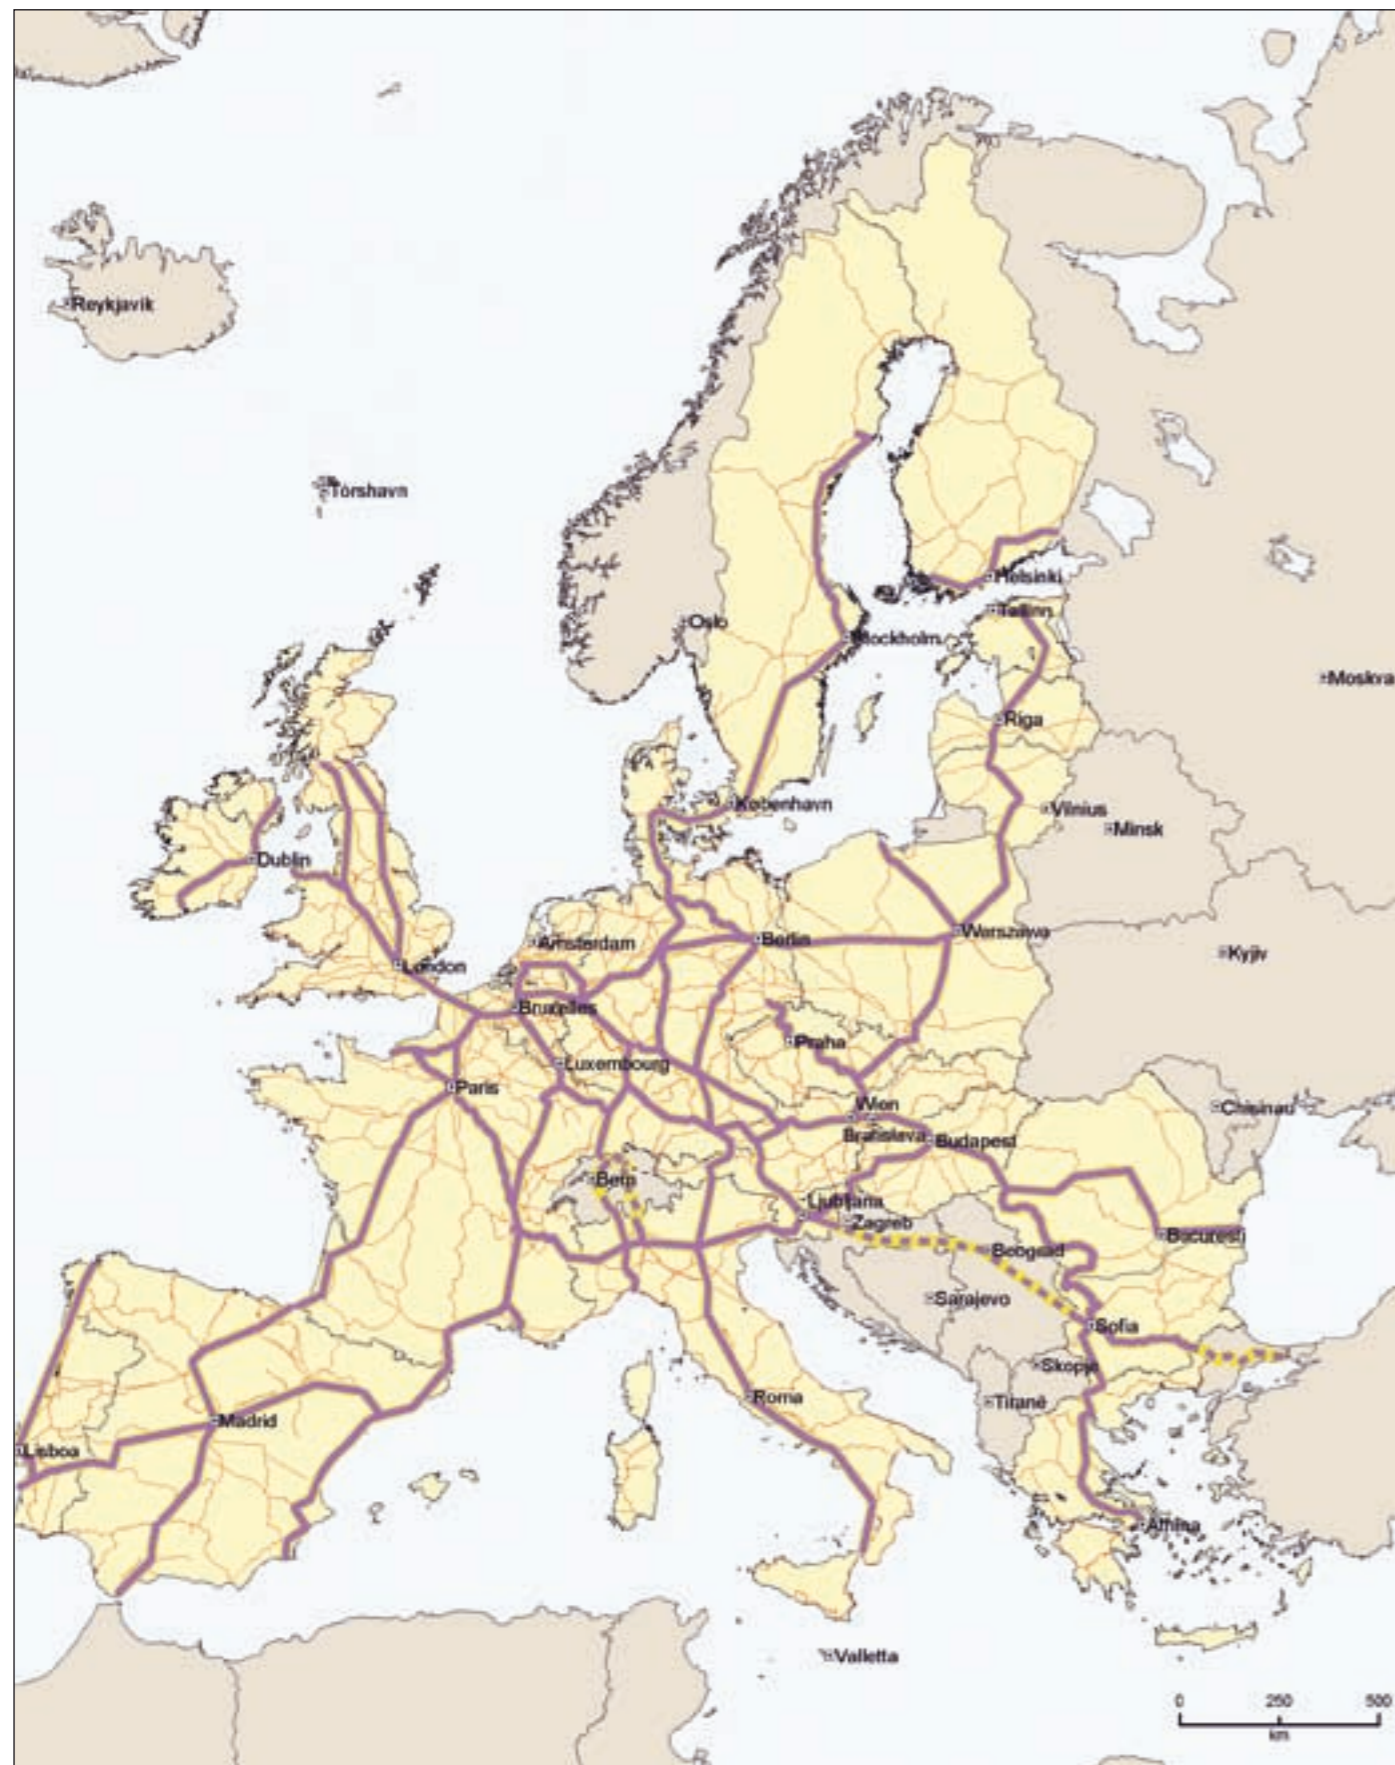 Reykjavik
Tórshavn
Helsinki
Tallinn
Oslo
Stockholm
Moskva
Riga
København
Vilnius
Minsk
Dublin
Warszawa
Berlin
Amsterdam
Kyjiv
London
Bruxelles
Praha
Luxembourg
Paris
Wien
Chisinau
Bratislava
Budapest
Bern
Ljubljana
Zagreb
Bucuresti
Beograd
Sarajevo
Sofia
Skopje
Roma
Tiranë
Madrid
Lisboa
Athina
Valletta
0 250 500
km